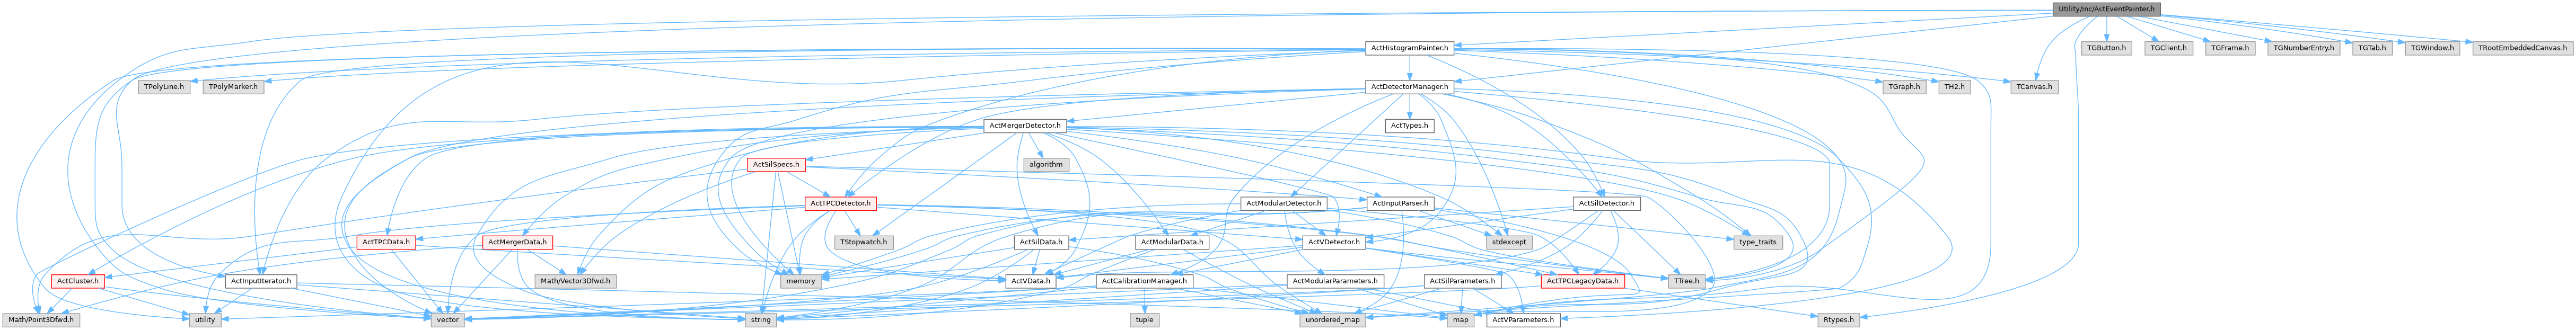 Utility/inc/ActEventPainter.h
ActHistogramPainter.h
TGButton.h
TGClient.h
TGFrame.h
TGNumberEntry.h
TGTab.h
TGWindow.h
TRootEmbeddedCanvas.h
TPolyLine.h
TPolyMarker.h
ActDetectorManager.h
TGraph.h
TH2.h
TCanvas.h
ActMergerDetector.h
ActTypes.h
ActSilSpecs.h
algorithm
ActTPCDetector.h
ActModularDetector.h
ActInputParser.h
ActSilDetector.h
ActTPCData.h
ActMergerData.h
TStopwatch.h
ActSilData.h
ActModularData.h
ActVDetector.h
stdexcept
type_traits
ActCluster.h
ActInputIterator.h
Math/Vector3Dfwd.h
memory
ActVData.h
ActCalibrationManager.h
ActModularParameters.h
ActSilParameters.h
ActTPCLegacyData.h
TTree.h
Math/Point3Dfwd.h
utility
vector
string
tuple
unordered_map
map
ActVParameters.h
Rtypes.h